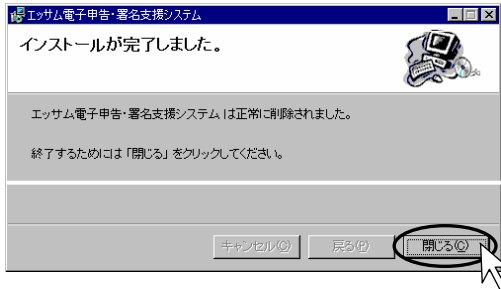 エッサム電子申告・署名支援システム
インストールが完了しました。
エッサム電子申告・署名支援システム は正常に削除されました。
終了するためには「閉じる」をクリックしてください。
キャンセル(C) 戻る(P) 閉じる(C)